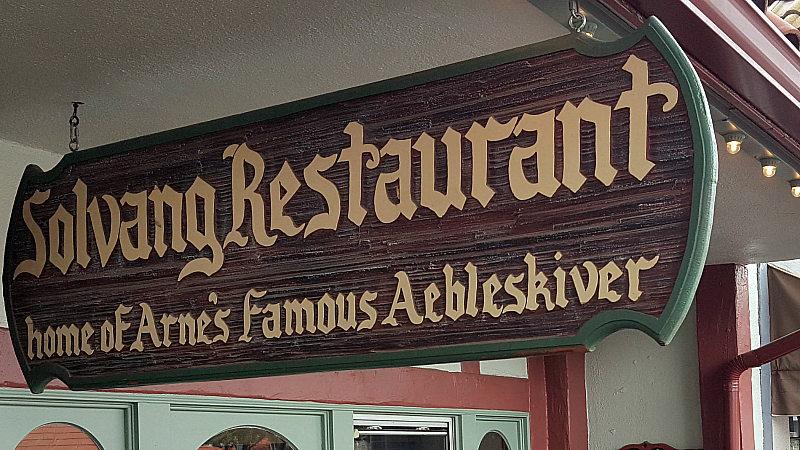 Solvang Restaurant
home of Arne's Famous Aebleskiver